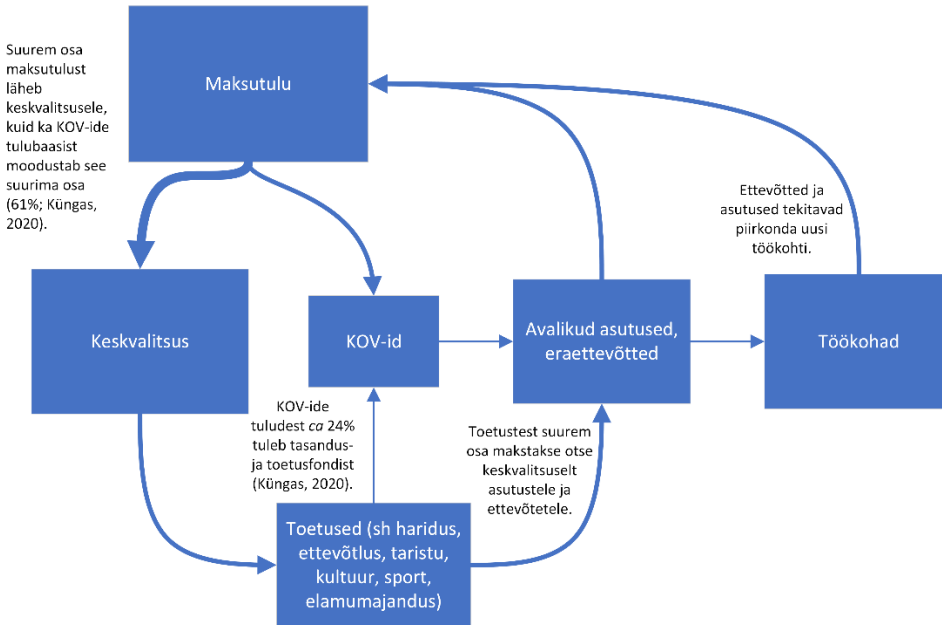 Suurem osa
maksutulust
läheb
keskvalitsusele,
kuid ka KOV-ide
tulubaasist
moodustab see
suurima osa
(61%; Küngas,
2020).
Maksutulu
Ettevõtted ja
asutused tekitavad
piirkonda uusi
töökohti.
Keskvalitsus
KOV-id
Avalikud asutused,
eraettevõtted
Töökohad
KOV-ide
tuludest ca 24%
tuleb tasandus-
ja toetusfondist
(Küngas, 2020).
Toetustest suurem
osa makstakse otse
keskvalitsuselt
asutustele ja
ettevõtetele.
Toetused (sh haridus,
ettevõtlus, taristu,
kultuur, sport,
elamumajandus)